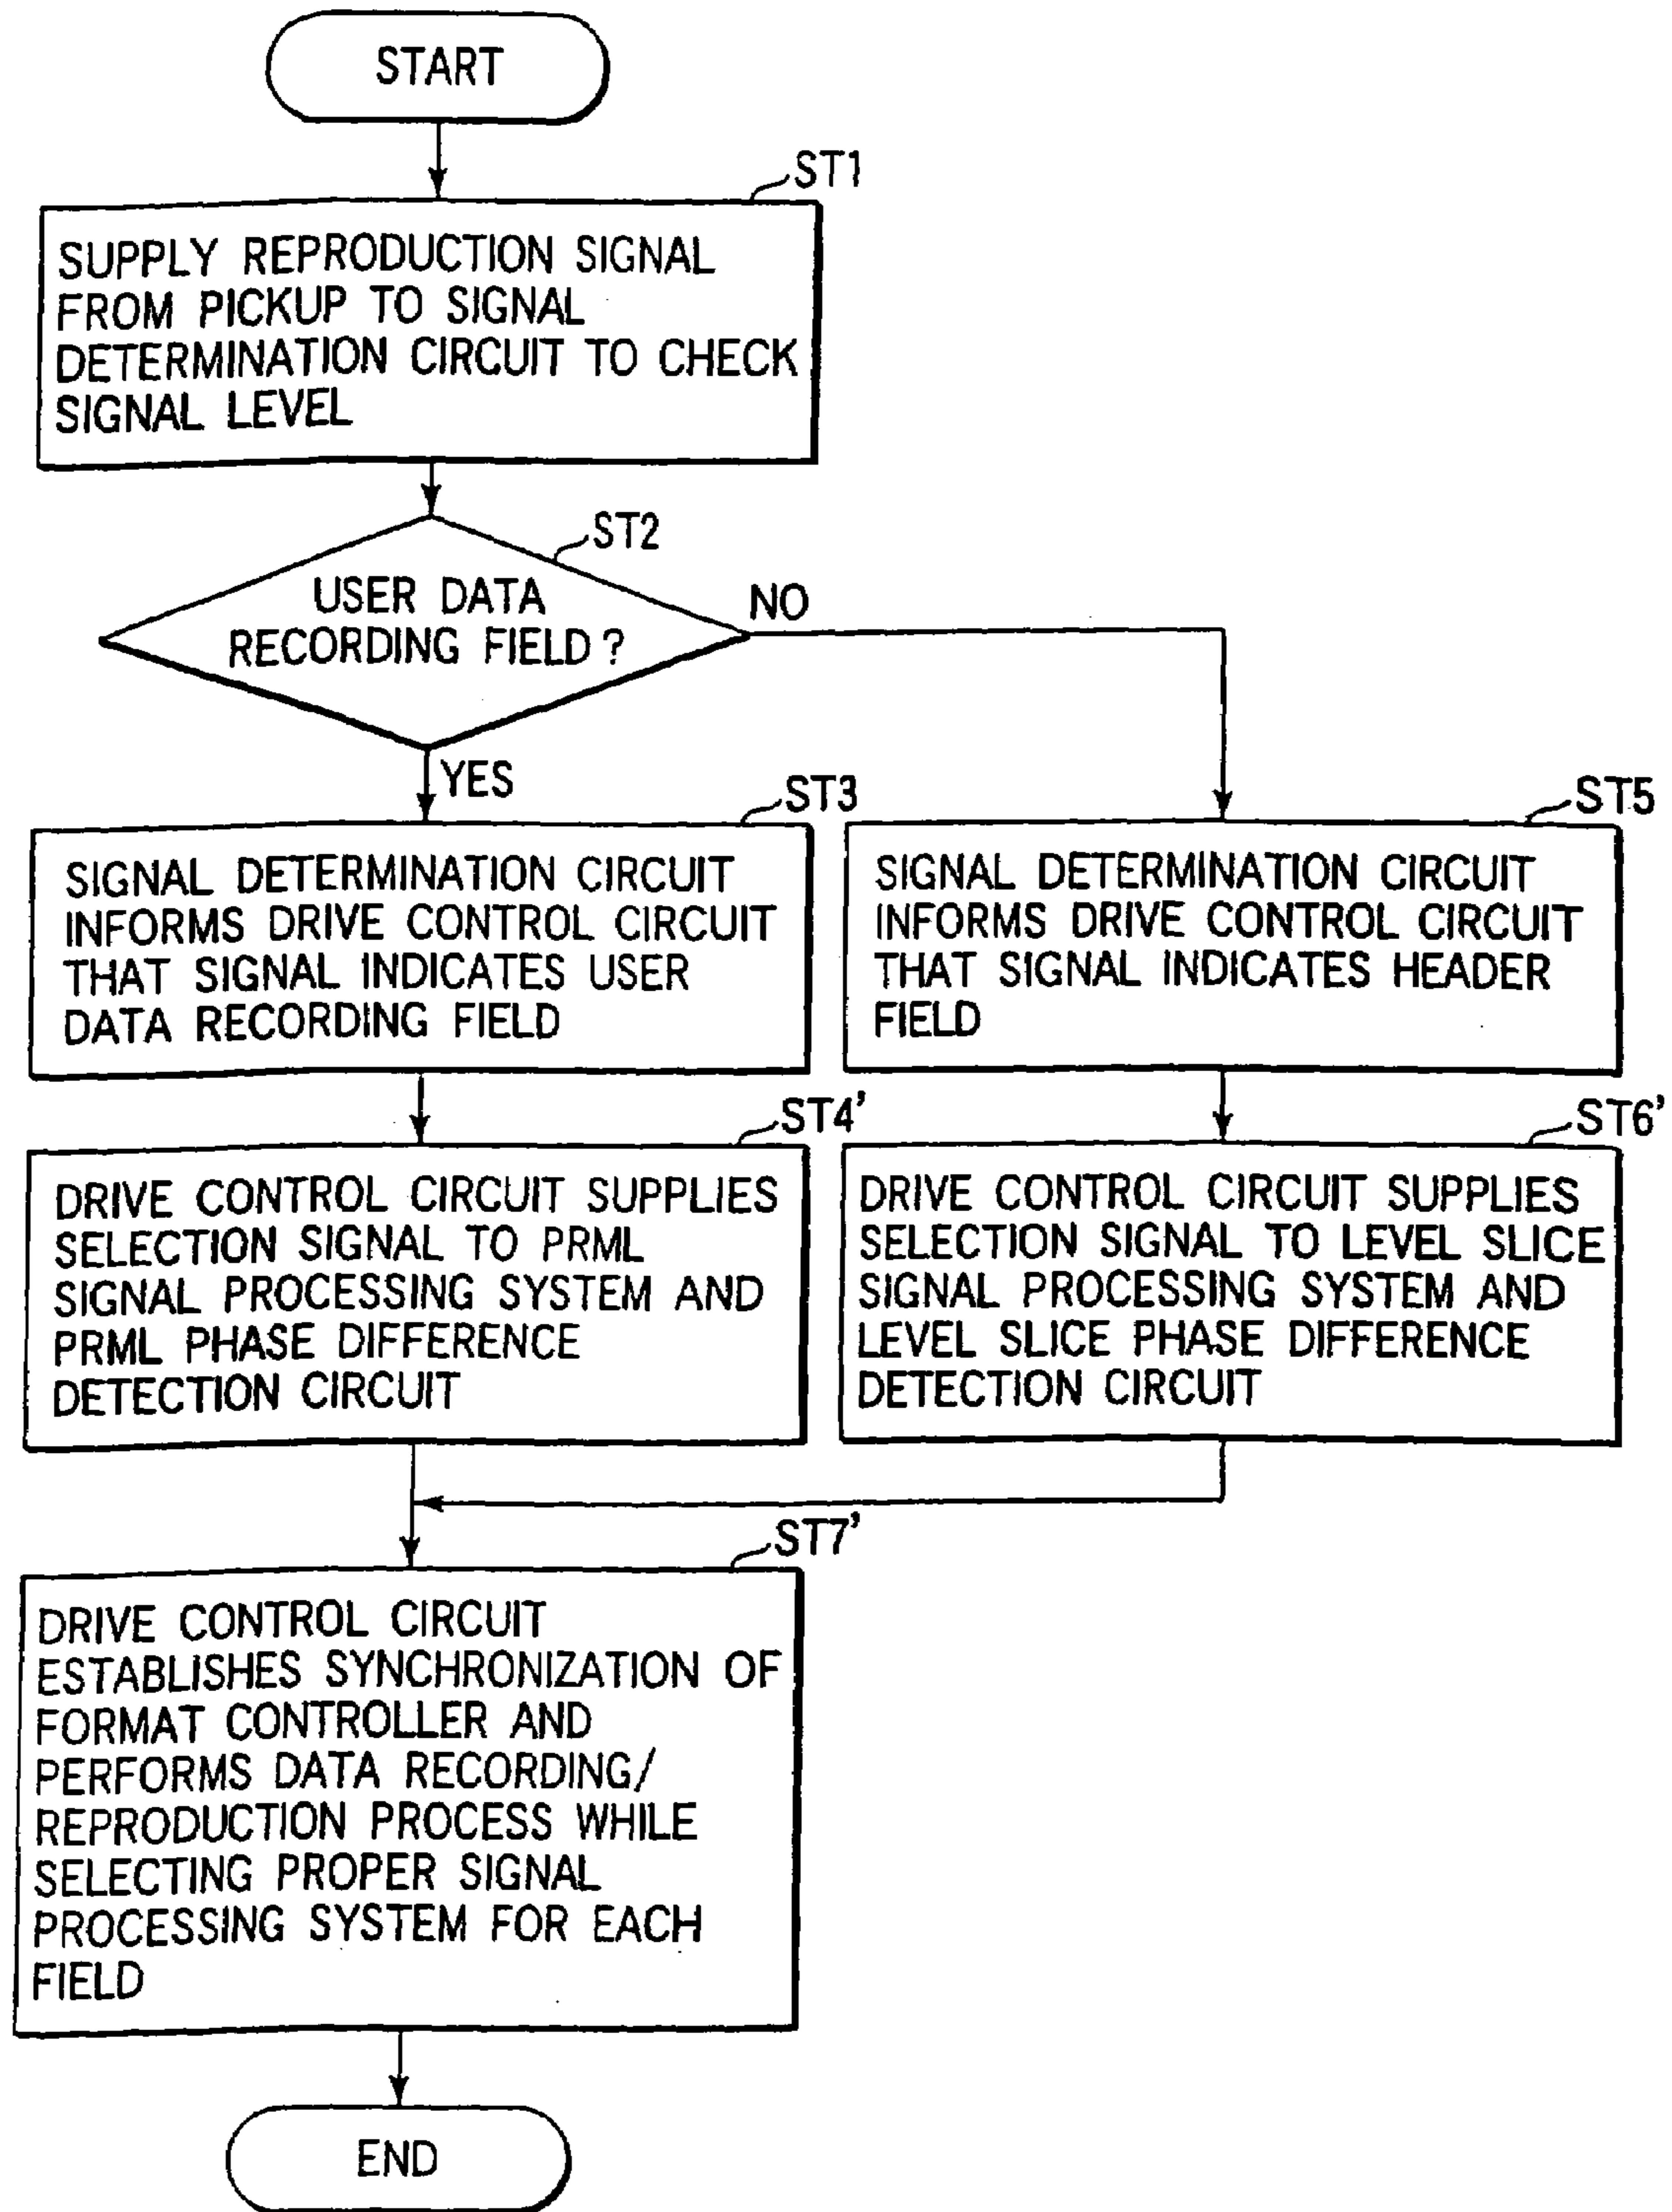 START
ST1
SUPPLY REPRODUCTION SIGNAL
FROM PICKUP TO SIGNAL
DETERMINATION CIRCUIT TO CHECK
SIGNAL LEVEL
ST2
USER DATA
RECORDING FIELD?
NO
YES
ST3
SIGNAL DETERMINATION CIRCUIT
INFORMS DRIVE CONTROL CIRCUIT
THAT SIGNAL INDICATES USER
DATA RECORDING FIELD
ST5
SIGNAL DETERMINATION CIRCUIT
INFORMS DRIVE CONTROL CIRCUIT
THAT SIGNAL INDICATES HEADER
FIELD
ST4'
DRIVE CONTROL CIRCUIT SUPPLIES
SELECTION SIGNAL TO PRML
SIGNAL PROCESSING SYSTEM AND
PRML PHASE DIFFERENCE
DETECTION CIRCUIT
ST6'
DRIVE CONTROL CIRCUIT SUPPLIES
SELECTION SIGNAL TO LEVEL SLICE
SIGNAL PROCESSING SYSTEM AND
LEVEL SLICE PHASE DIFFERENCE
DETECTION CIRCUIT
ST7'
DRIVE CONTROL CIRCUIT
ESTABLISHES SYNCHRONIZATION OF
FORMAT CONTROLLER AND
PERFORMS DATA RECORDING/
REPRODUCTION PROCESS WHILE
SELECTING PROPER SIGNAL
PROCESSING SYSTEM FOR EACH
FIELD
END